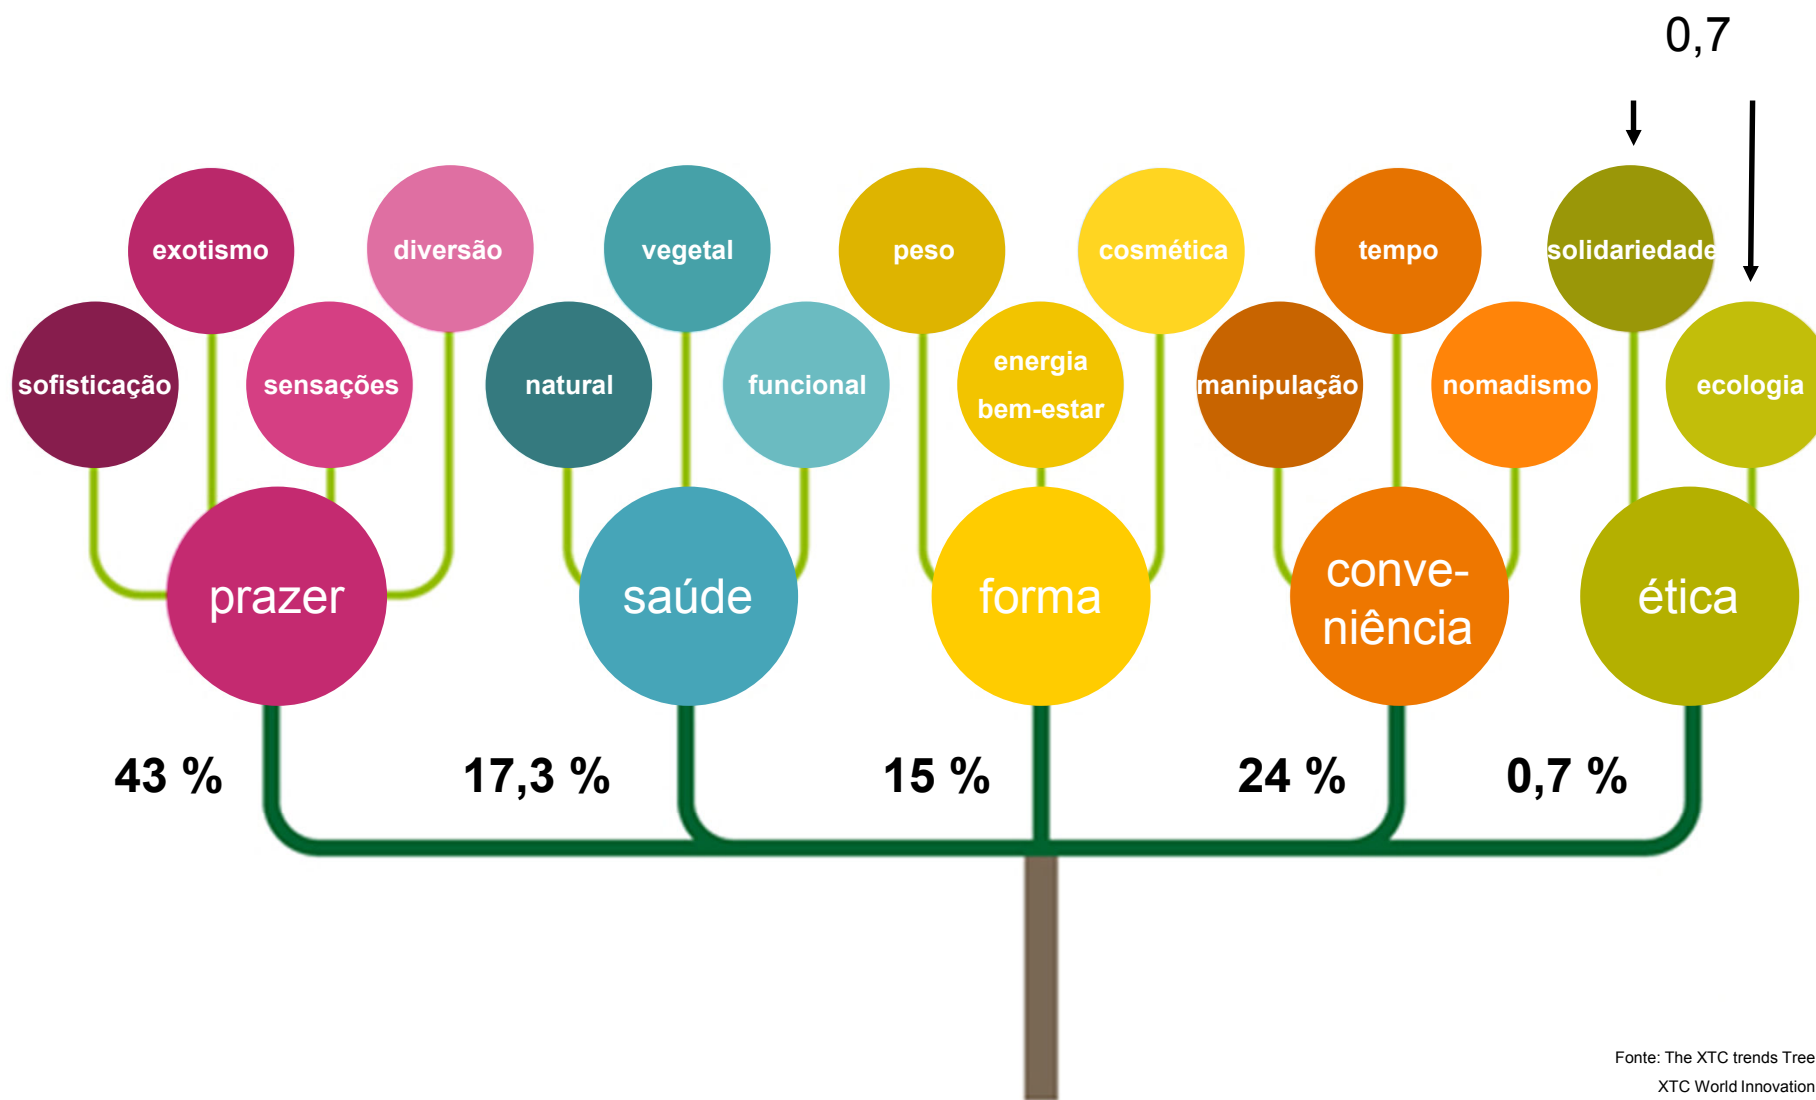 0,7
exotismo
diversão
vegetal
peso
cosmética
tempo
solidariedade
sofisticação
sensações
natural
funcional
energia
bem-estar
manipulação
nomadismo
ecologia
prazer
saúde
forma
conve-
niência
ética
43 %
17,3 %
15 %
24 %
0,7 %
Fonte: The XTC trends Tree
XTC World Innovation